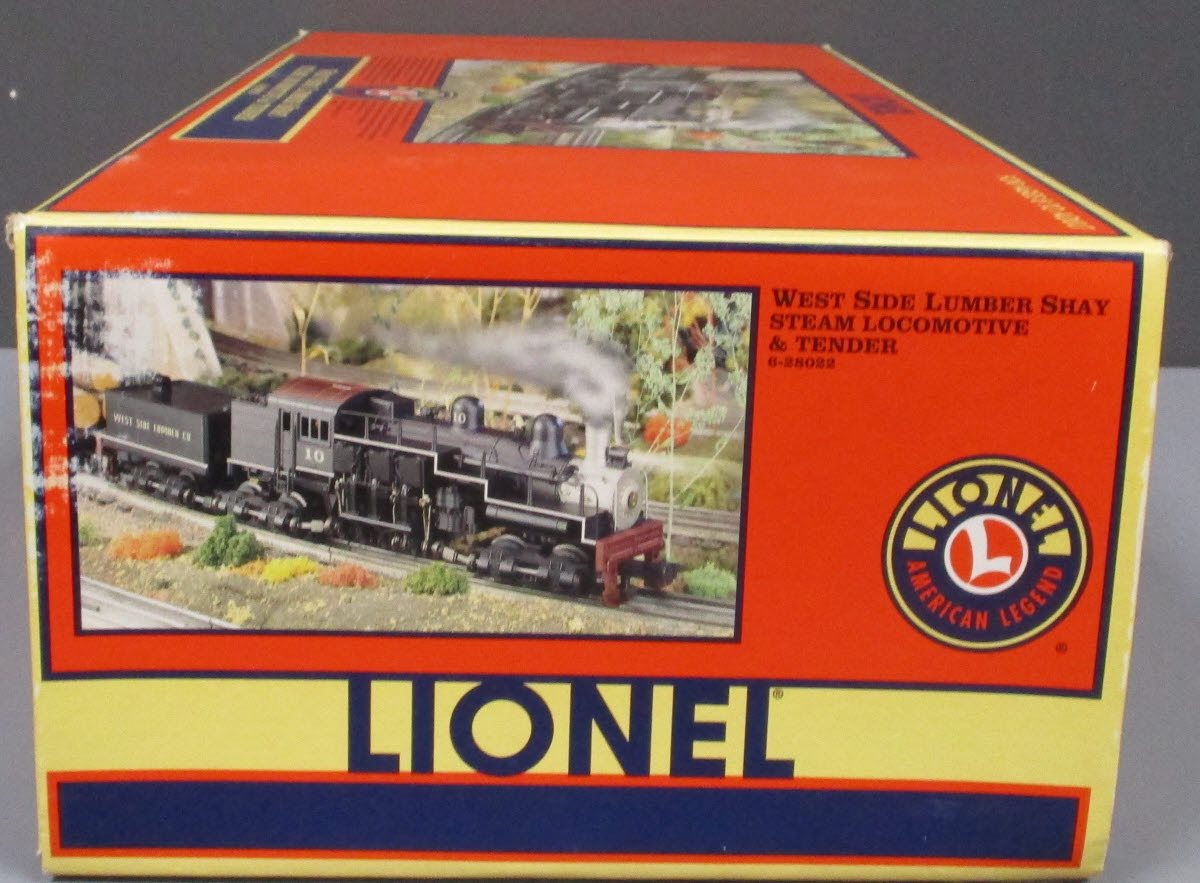 WEST SIDE LUMBER SHAY
STEAM LOCOMOTIVE
& TENDER
6-28022
WEST SIDE LUMBER CO
10
10
LIONEL
L
AMERICAN LEGEND
®
LIONEL®